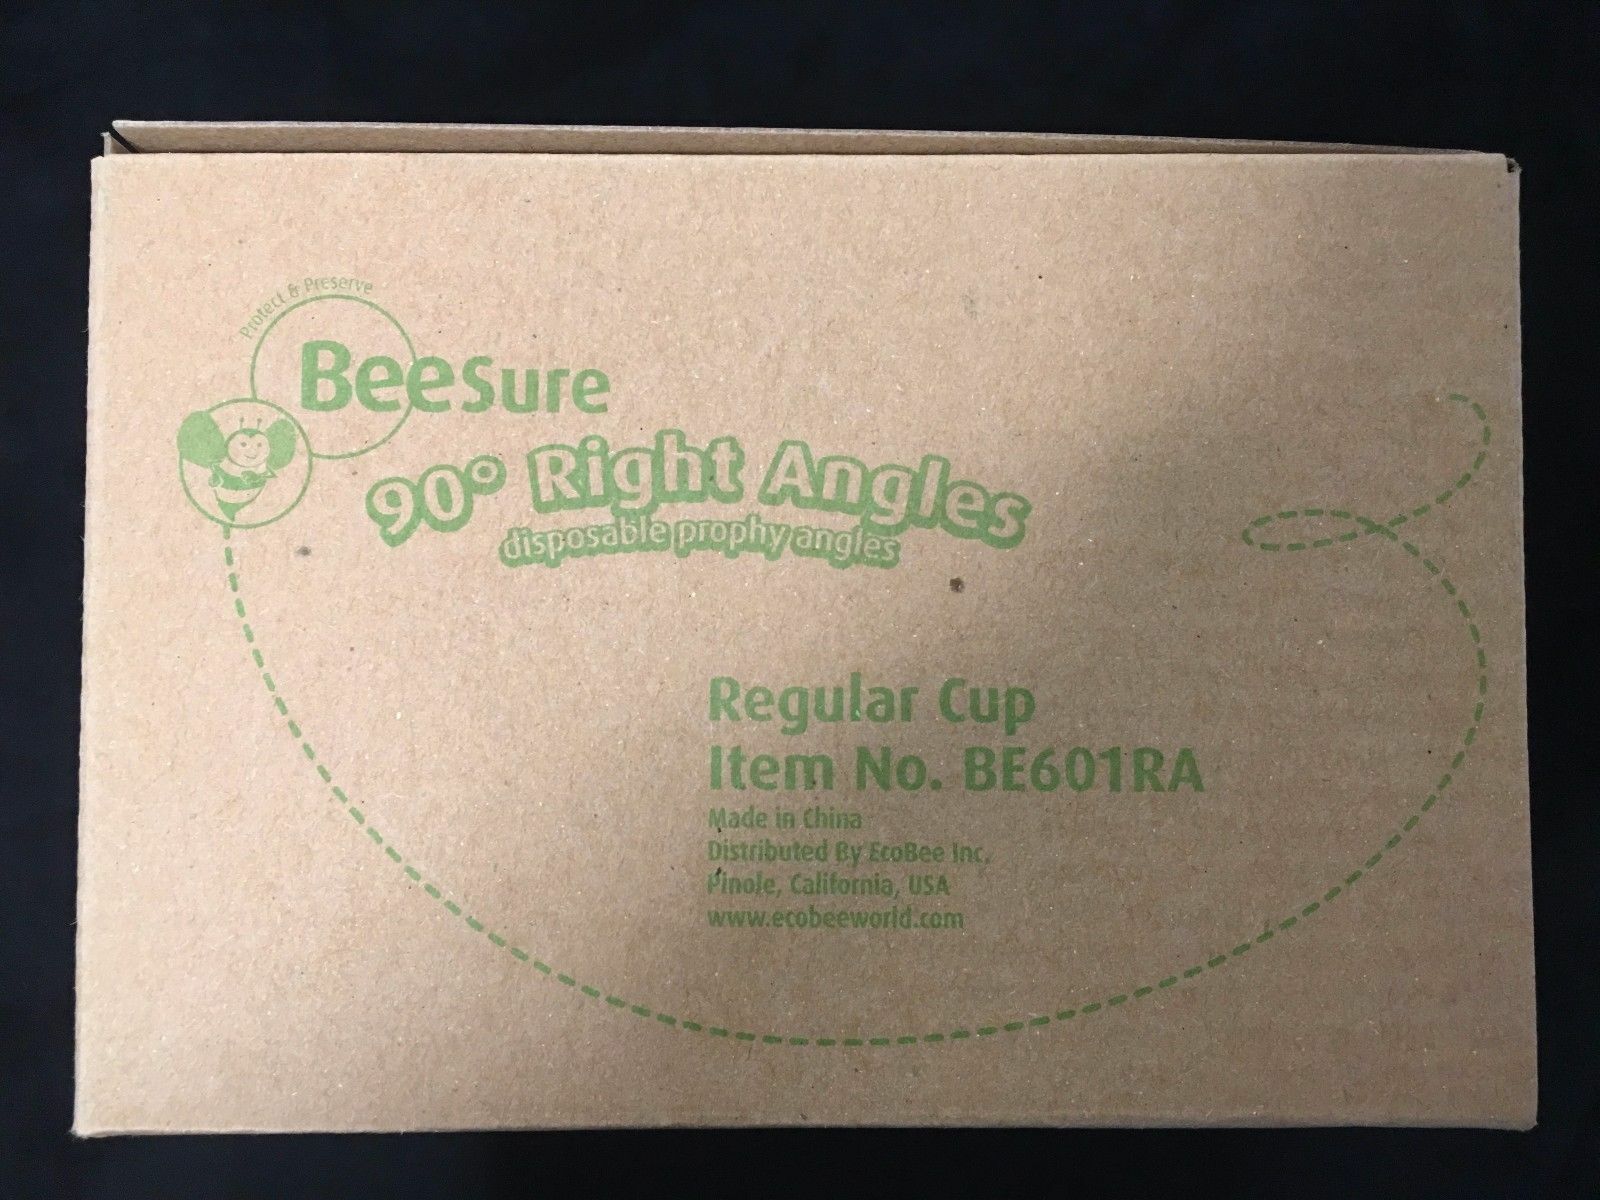 Protect & Preserve
Beesure
90° Right Angles
disposable prophy angles
Regular Cup
Item No. BE601RA
Made in China
Distributed By EcoBee Inc.
Pinole, California, USA
www.ecobeeworld.com